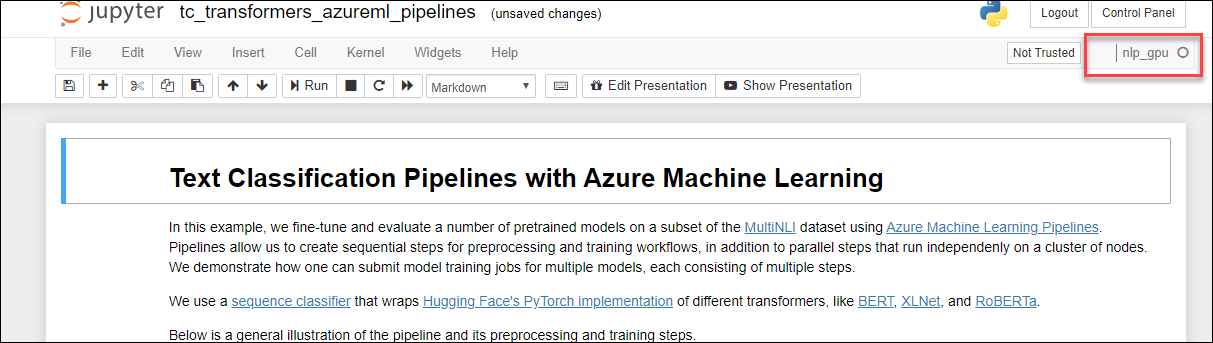 jupyter tc_transformers_azureml_pipelines (unsaved changes) Logout Control Panel
File Edit View Insert Cell Kernel Widgets Help Not Trusted nlp_gpu
Run Markdown Edit Presentation Show Presentation
Text Classification Pipelines with Azure Machine Learning
In this example, we fine-tune and evaluate a number of pretrained models on a subset of the MultiNLI dataset using Azure Machine Learning Pipelines.
Pipelines allow us to create sequential steps for preprocessing and training workflows, in addition to parallel steps that run independenly on a cluster of nodes.
We demonstrate how one can submit model training jobs for multiple models, each consisting of multiple steps.
We use a sequence classifier that wraps Hugging Face's PyTorch implementation of different transformers, like BERT, XLNet, and RoBERTa.
Below is a general illustration of the pipeline and its preprocessing and training steps.